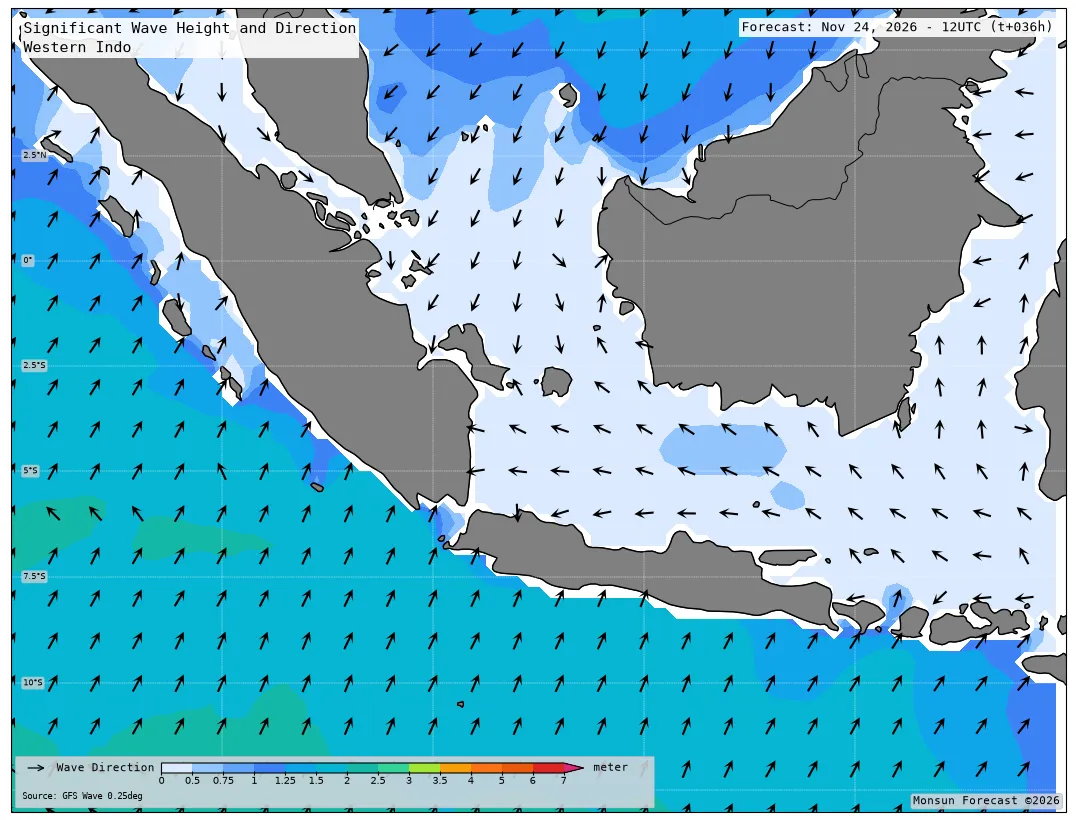 Significant Wave Height and Direction
Western Indo
Forecast: Nov 24, 2026 - 12UTC (t+036h)
2.5°N
0°
2.5°S
5°S
7.5°S
10°S
Wave Direction
meter
0 0.5 0.75 1 1.25 1.5 2 2.5 3 3.5 4 5 6 7
Source: GFS Wave 0.25deg
Monsun Forecast ©2026